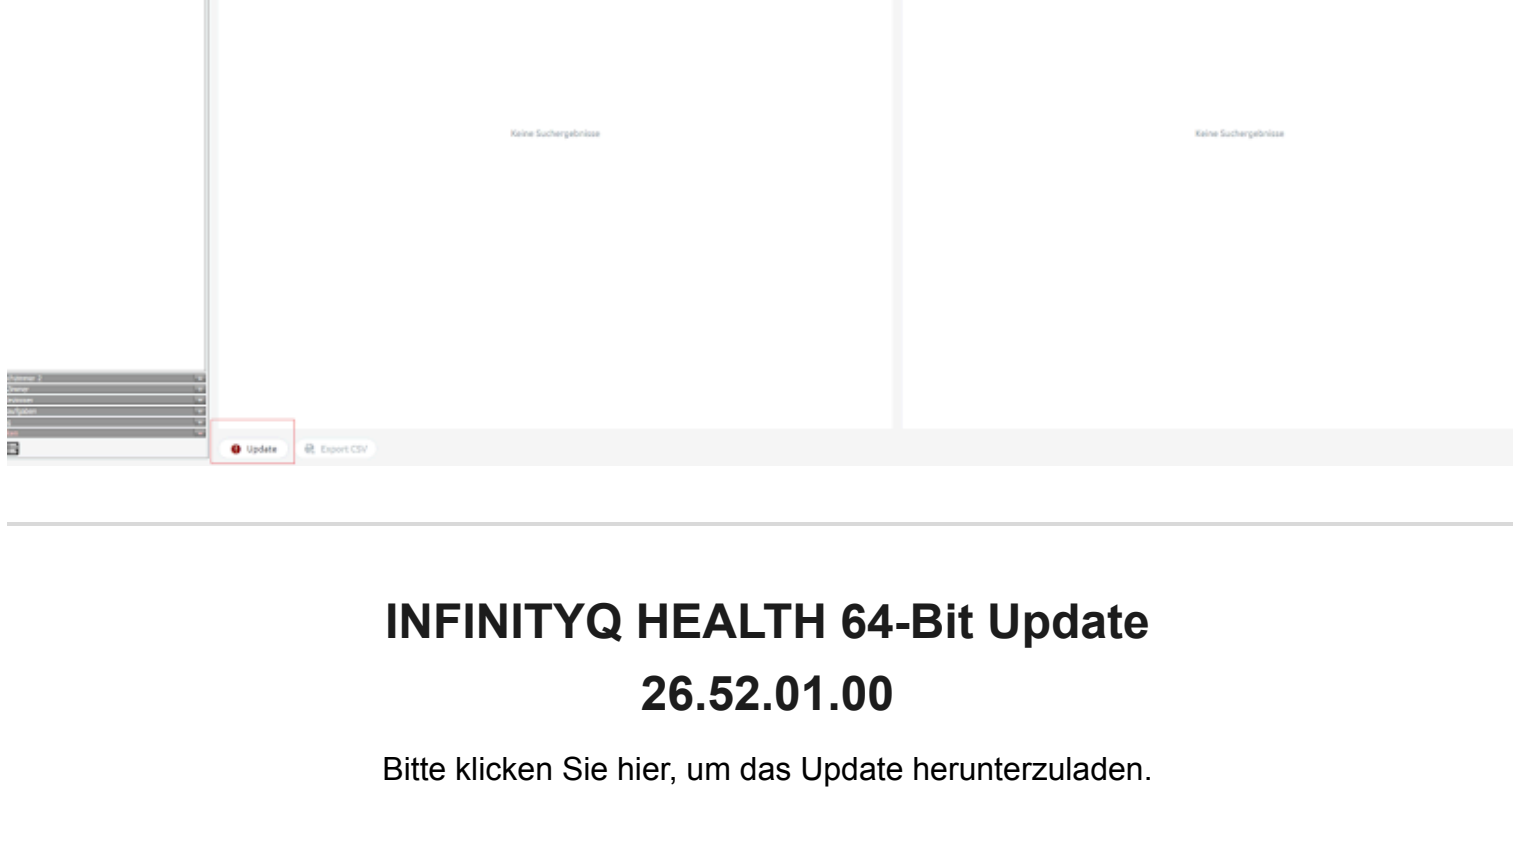 Keine Suchergebnisse
Keine Suchergebnisse
Update
Export CSV
INFINITYQ HEALTH 64-Bit Update
26.52.01.00
Bitte klicken Sie hier, um das Update herunterzuladen.